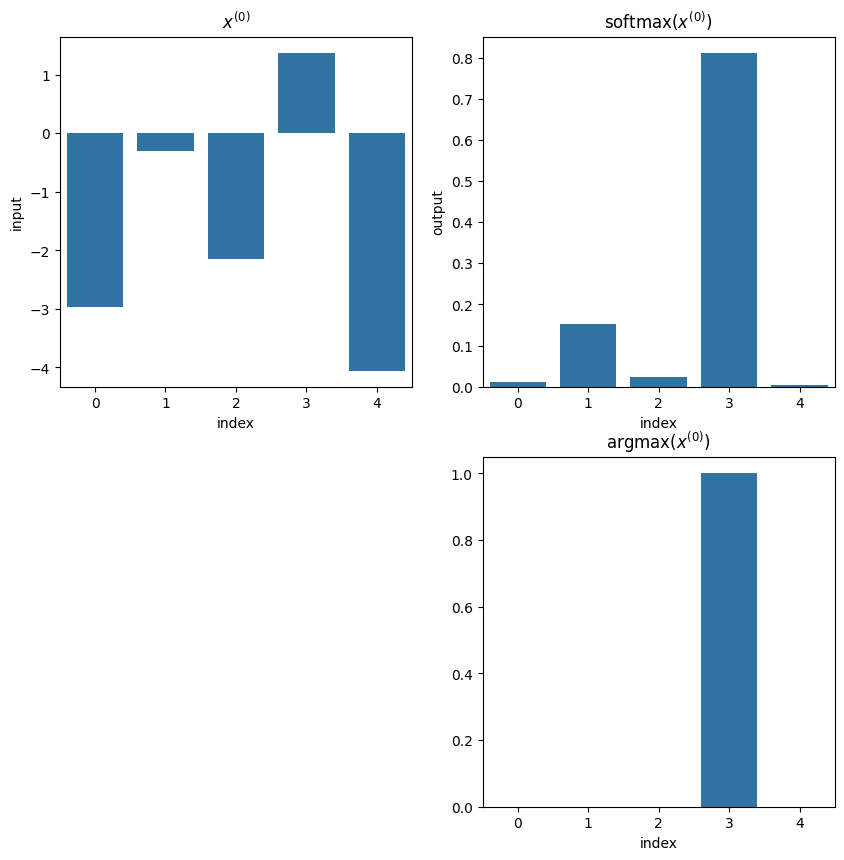 x^(0)
input
1
0
−1
−2
−3
−4
0 1 2 3 4
index
softmax(x^(0))
output
0.8
0.7
0.6
0.5
0.4
0.3
0.2
0.1
0.0
0 1 2 3 4
index
argmax(x^(0))
1.0
0.8
0.6
0.4
0.2
0.0
0 1 2 3 4
index